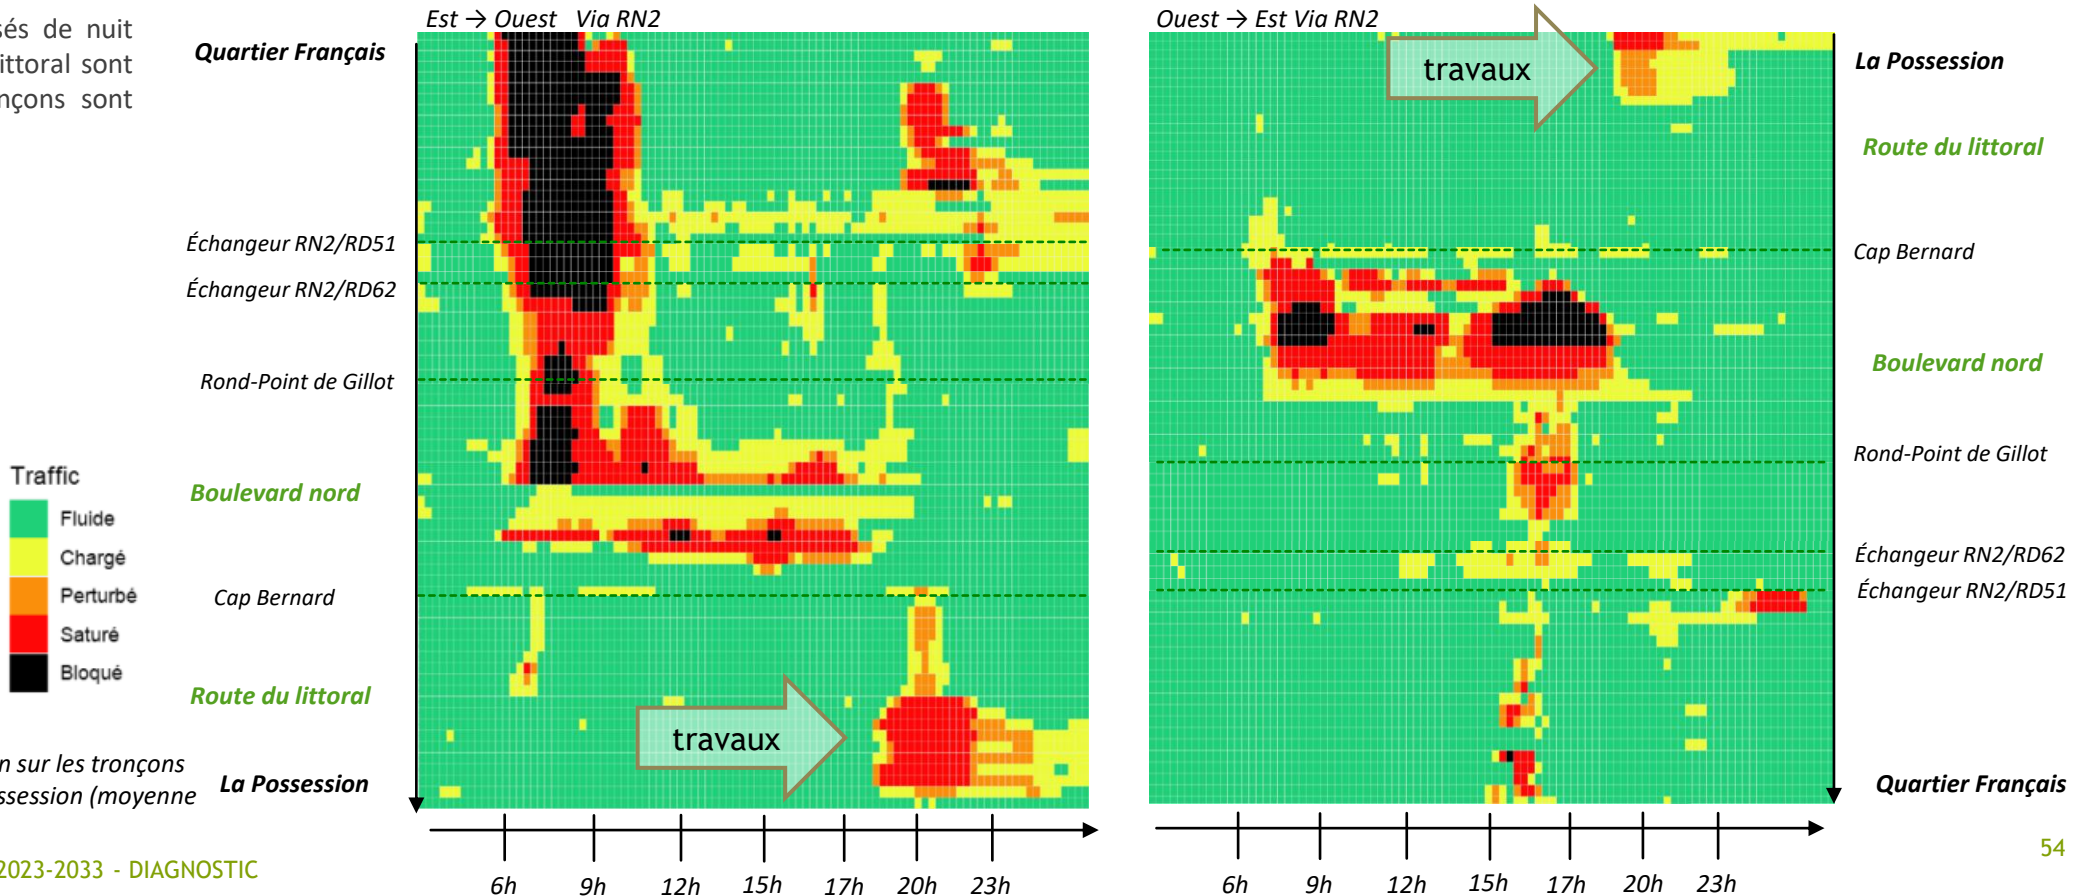 sés de nuit
ittoral sont
nçons sont
Est → Ouest Via RN2
Quartier Français
travaux
Échangeur RN2/RD51
Échangeur RN2/RD62
Rond-Point de Gillot
Boulevard nord
Cap Bernard
Route du littoral
La Possession
Traffic
Fluide
Chargé
Perturbé
Saturé
Bloqué
n sur les tronçons
ssession (moyenne
6h 9h 12h 15h 17h 20h 23h
Ouest → Est Via RN2
travaux
La Possession
Route du littoral
Cap Bernard
Boulevard nord
Rond-Point de Gillot
Échangeur RN2/RD62
Échangeur RN2/RD51
Quartier Français
6h 9h 12h 15h 17h 20h 23h
2023-2033 - DIAGNOSTIC
54